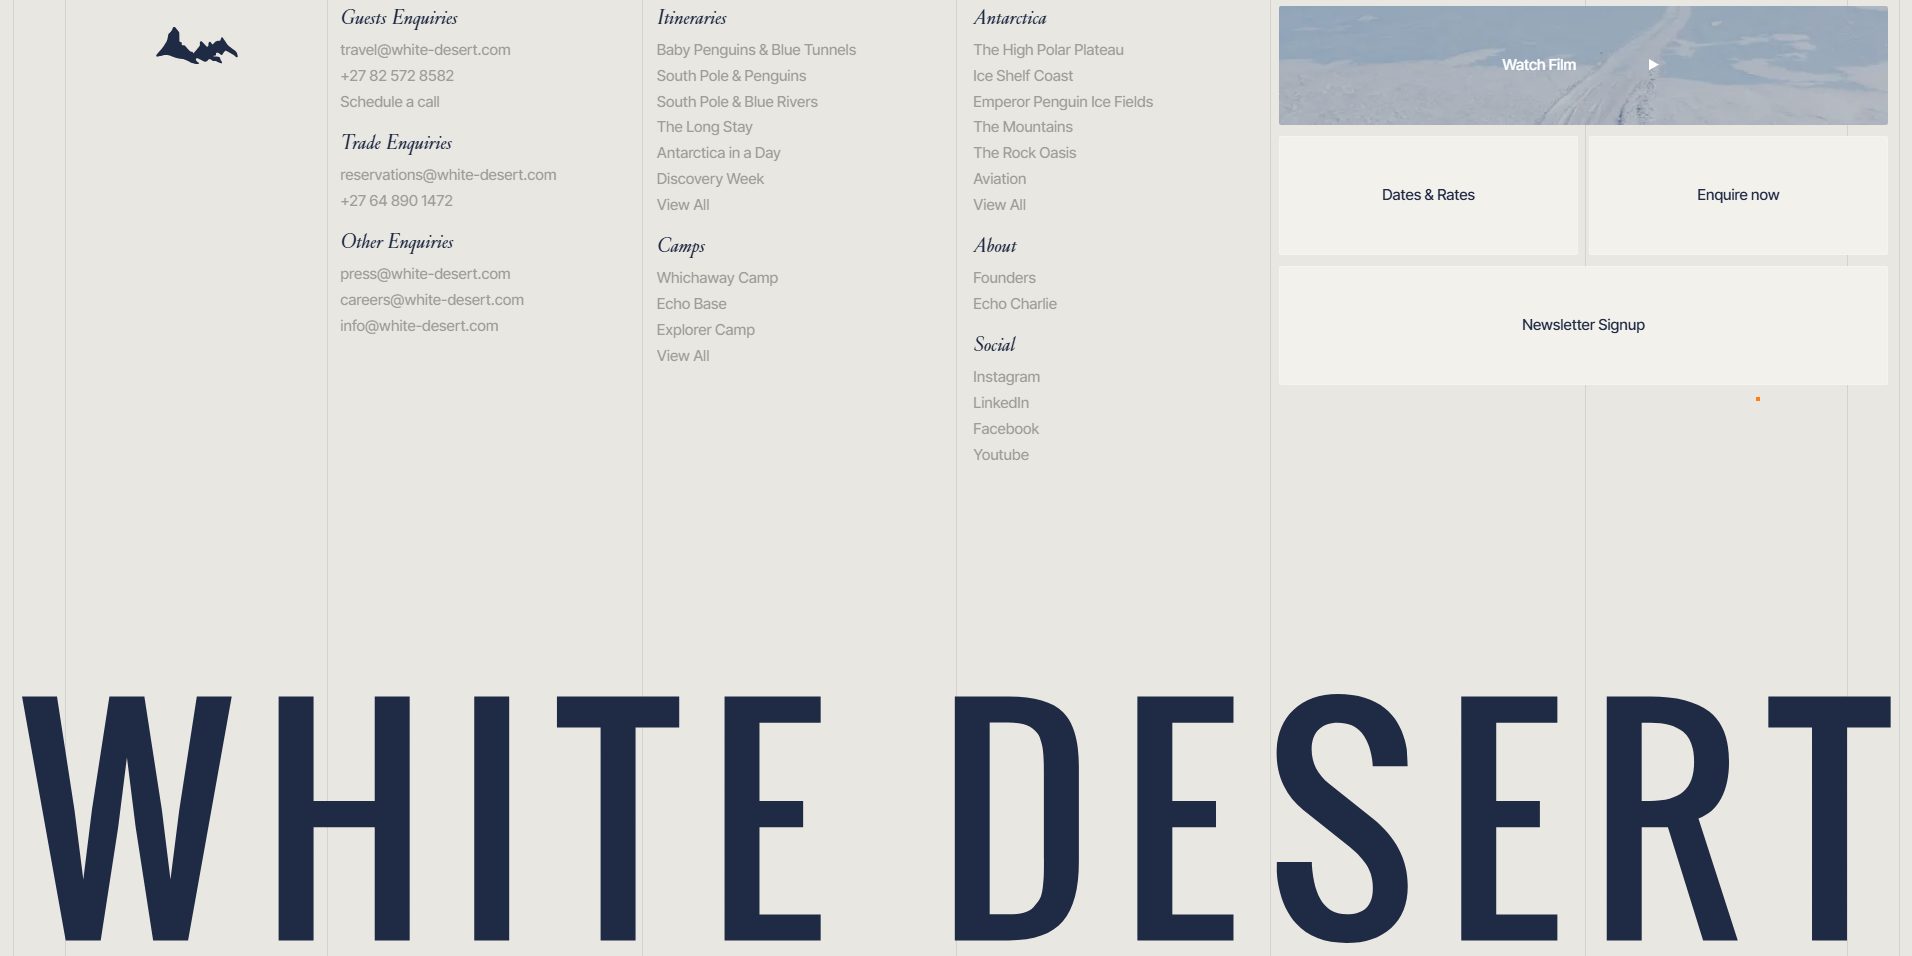 Guests Enquiries
travel@white-desert.com
+27 82 572 8582
Schedule a call
Trade Enquiries
reservations@white-desert.com
+27 64 890 1472
Other Enquiries
press@white-desert.com
careers@white-desert.com
info@white-desert.com
Itineraries
Baby Penguins & Blue Tunnels
South Pole & Penguins
South Pole & Blue Rivers
The Long Stay
Antarctica in a Day
Discovery Week
View All
Camps
Whichaway Camp
Echo Base
Explorer Camp
View All
Antarctica
The High Polar Plateau
Ice Shelf Coast
Emperor Penguin Ice Fields
The Mountains
The Rock Oasis
Aviation
View All
About
Founders
Echo Charlie
Social
Instagram
LinkedIn
Facebook
Youtube
Watch Film
Dates & Rates
Enquire now
Newsletter Signup
WHITE DESERT